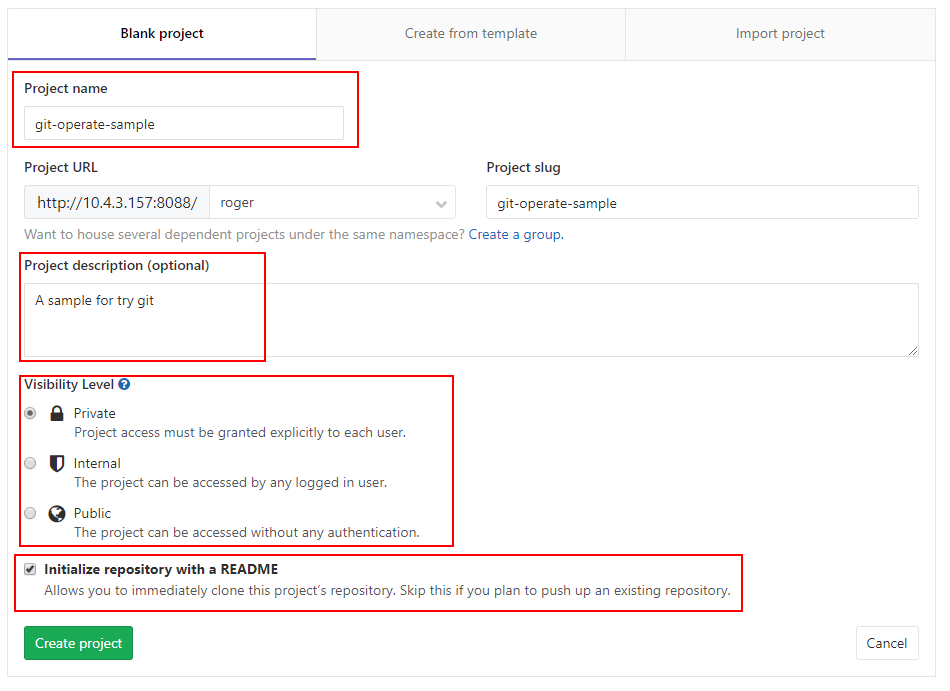 Blank project
Create from template
Import project
Project name
git-operate-sample
Project URL
Project slug
http://10.4.3.157:8088/
roger
git-operate-sample
Want to house several dependent projects under the same namespace? Create a group.
Project description (optional)
A sample for try git
Visibility Level
Private
Project access must be granted explicitly to each user.
Internal
The project can be accessed by any logged in user.
Public
The project can be accessed without any authentication.
Initialize repository with a README
Allows you to immediately clone this project's repository. Skip this if you plan to push up an existing repository.
Create project
Cancel